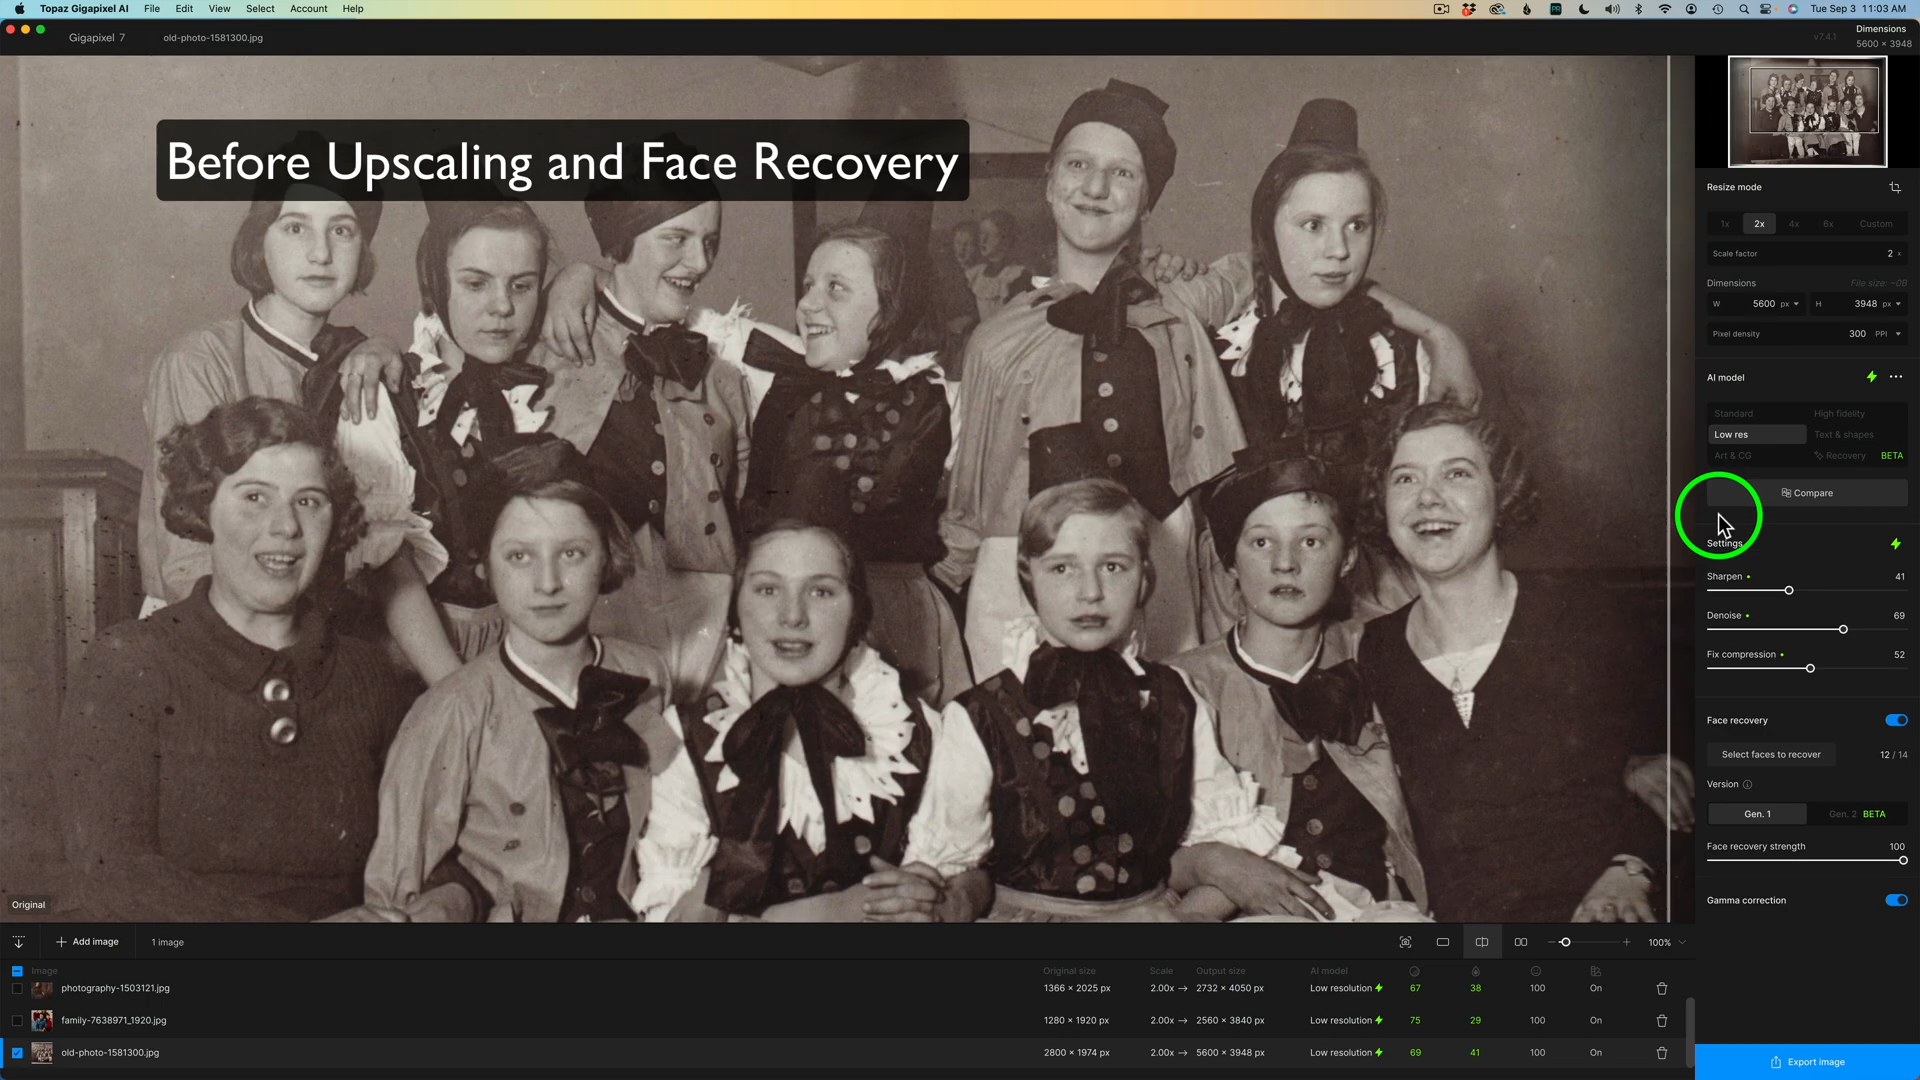 Topaz Gigapixel AI File Edit View Select Account Help Tue Sep 3 11:03 AM
Gigapixel 7 old-photo-1581300.jpg v7.4.1 Dimensions
5600 × 3948
Before Upscaling and Face Recovery
Resize mode
1x 2x 4x 6x Custom
Scale factor 2 x
Dimensions File size: ~0B
W 5600 px H 3948 px
Pixel density 300 PPI
AI model
Standard High fidelity
Low res Text & shapes
Art & CG Recovery BETA
Compare
Settings
Sharpen 41
Denoise 69
Fix compression 52
Face recovery
Select faces to recover 12 / 14
Version
Gen. 1 Gen. 2 BETA
Face recovery strength 100
Gamma correction
Original
Add image 1 image 100%
Image Original size Scale Output size AI model
photography-1503121.jpg 1366 × 2025 px 2.00x → 2732 × 4050 px Low resolution 67 38 100 On
family-7638971_1920.jpg 1280 × 1920 px 2.00x → 2560 × 3840 px Low resolution 75 29 100 On
old-photo-1581300.jpg 2800 × 1974 px 2.00x → 5600 × 3948 px Low resolution 69 41 100 On
Export image